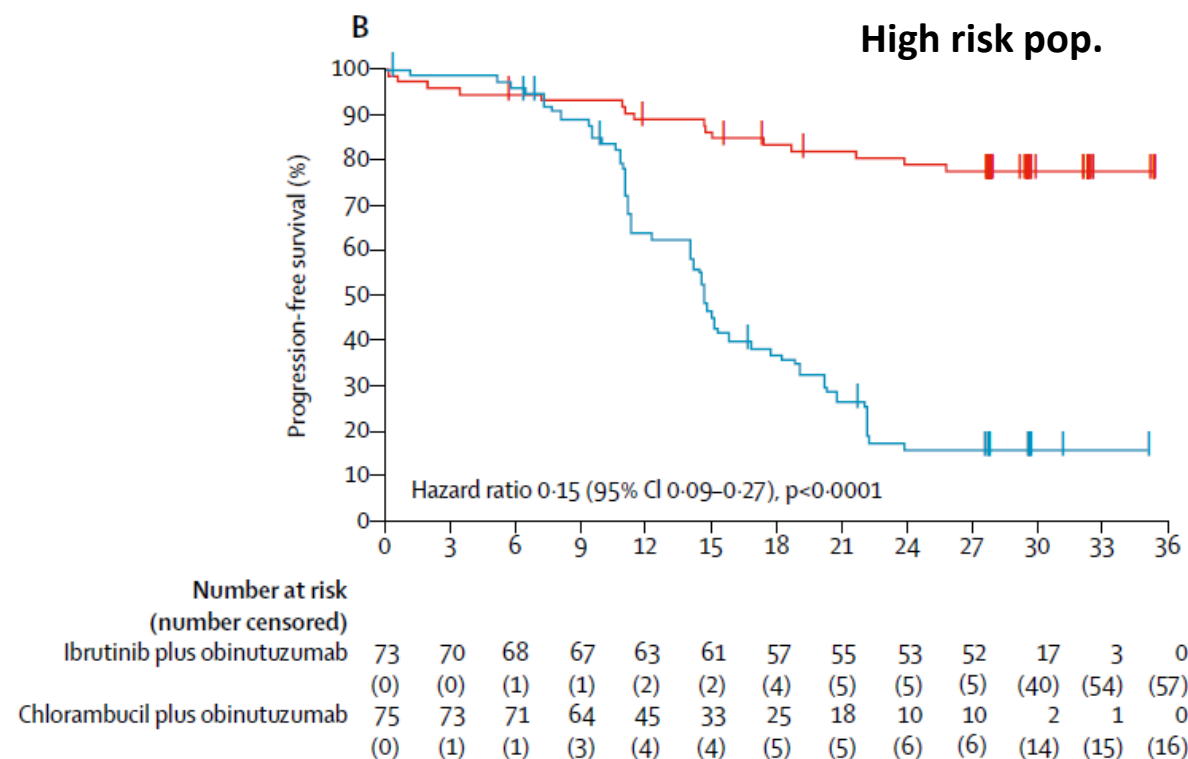 B
High risk pop.
100
90
80
70
60
50
40
30
20
10
0
Progression-free survival (%)
Hazard ratio 0·15 (95% CI 0·09–0·27), p<0·0001
0 3 6 9 12 15 18 21 24 27 30 33 36
Number at risk
(number censored)
Ibrutinib plus obinutuzumab 73 70 68 67 63 61 57 55 53 52 17 3 0
(0) (0) (1) (1) (2) (2) (4) (5) (5) (5) (40) (54) (57)
Chlorambucil plus obinutuzumab 75 73 71 64 45 33 25 18 10 10 2 1 0
(0) (1) (1) (3) (4) (4) (5) (5) (6) (6) (14) (15) (16)